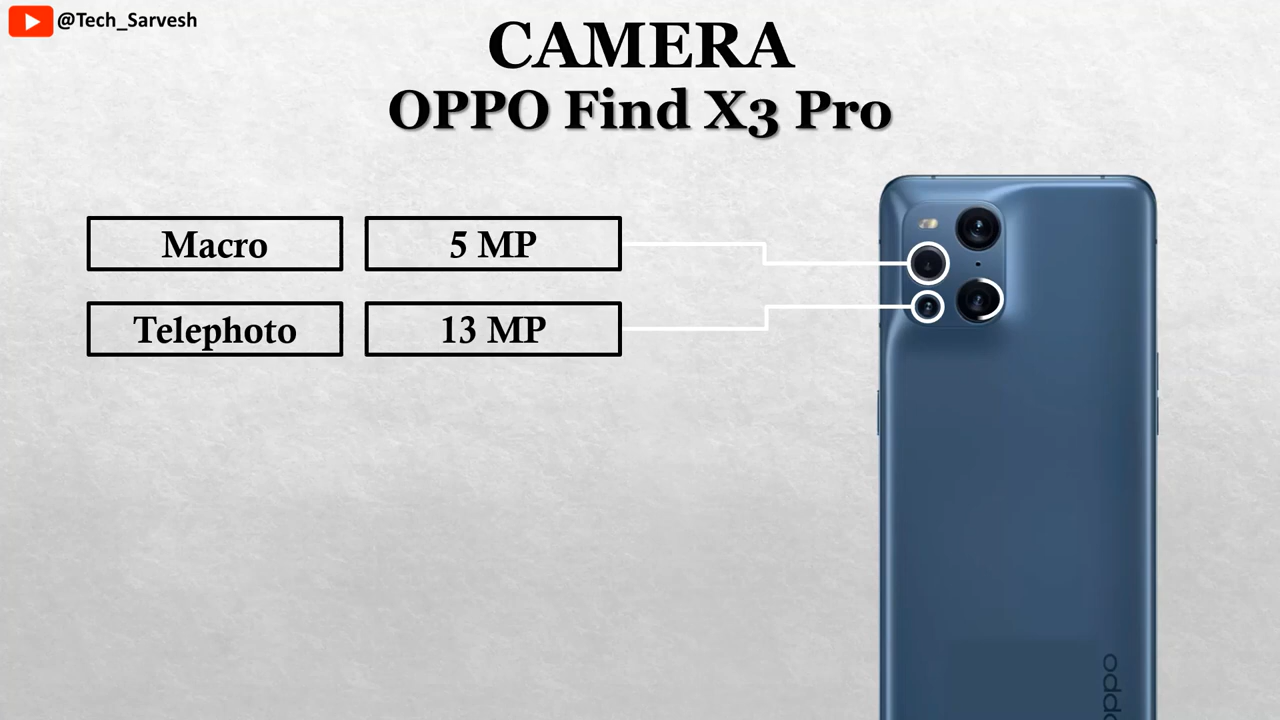 @Tech_Sarvesh
CAMERA
OPPO Find X3 Pro
Macro
5 MP
Telephoto
13 MP
oppo